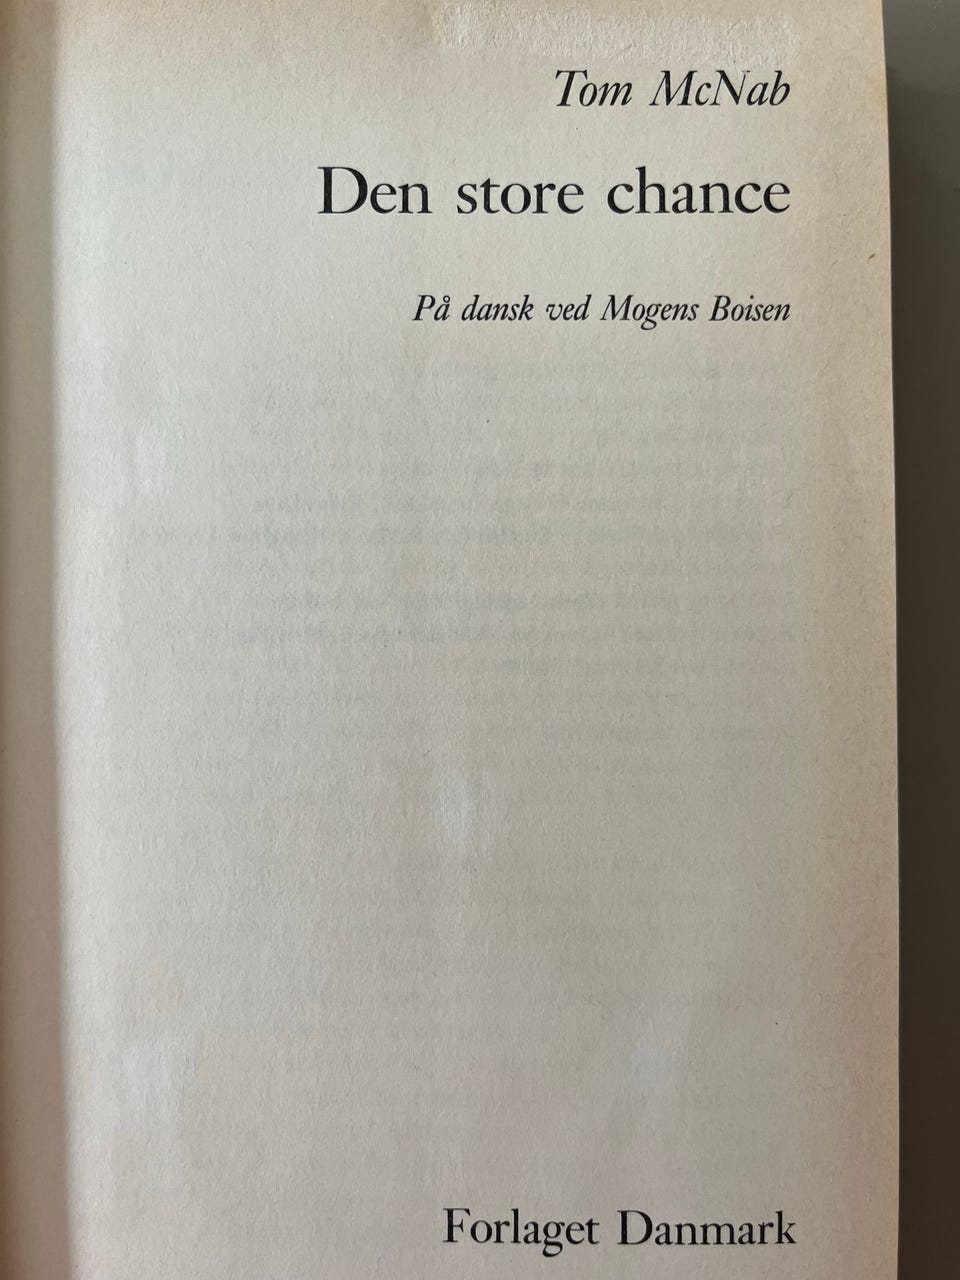 Tom McNab
Den store chance
På dansk ved Mogens Boisen
Forlaget Danmark